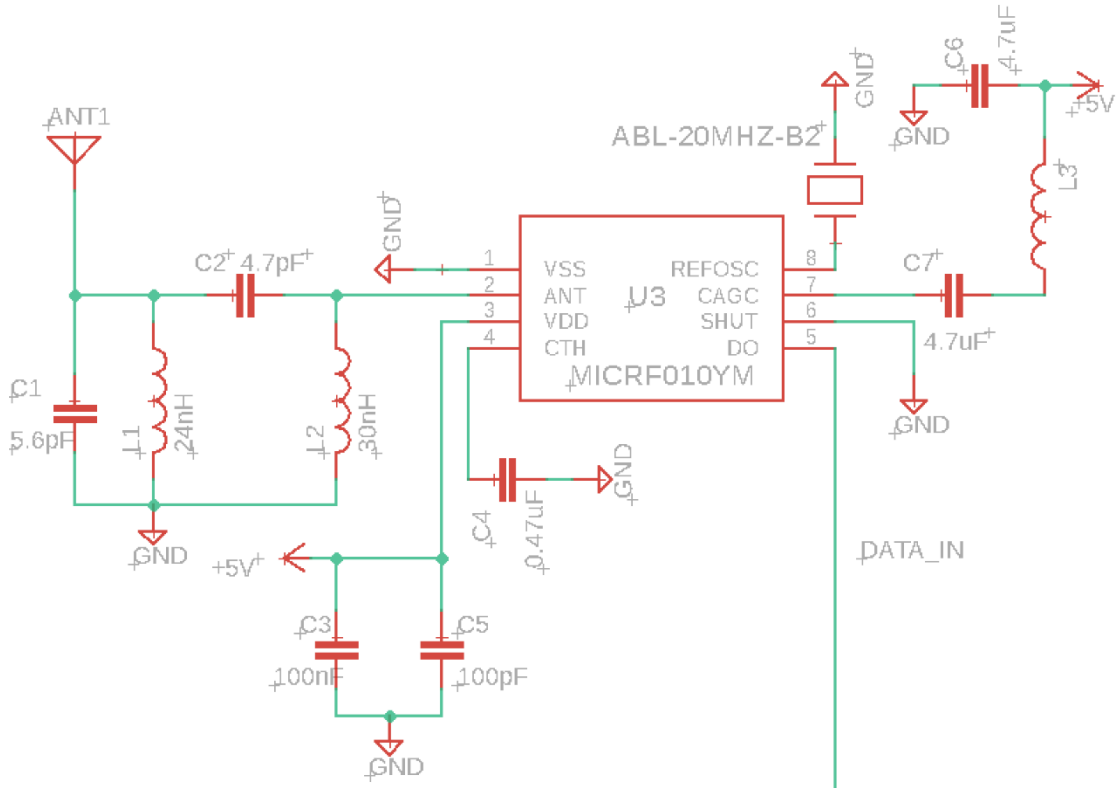 ANT1
C2
4.7pF
GND
C1
5.6pF
L1
24nH
L2
30nH
GND
1
2
3
4
VSS
ANT
VDD
CTH
U3
MICRF010YM
REFOSC
CAGC
SHUT
DO
8
7
6
5
ABL-20MHZ-B2
GND
C6
4.7uF
GND
+5V
L3
C7
4.7uF
GND
C4
0.47uF
GND
+5V
C3
100nF
C5
100pF
GND
DATA_IN